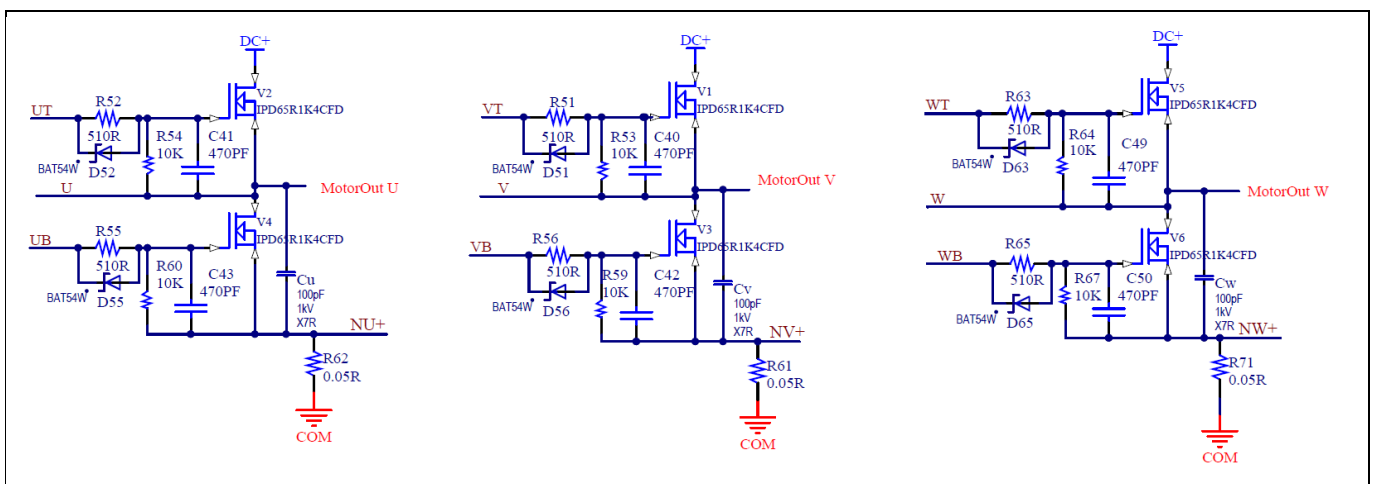 DC+
V2
IPD65R1K4CFD
UT
R52
510R
BAT54W
D52
R54
10K
C41
470PF
U
MotorOut U
V4
IPD65R1K4CFD
UB
R55
510R
BAT54W
D55
R60
10K
C43
470PF
Cu
100pF
1kV
X7R
NU+
R62
0.05R
COM
DC+
V1
IPD65R1K4CFD
VT
R51
510R
BAT54W
D51
R53
10K
C40
470PF
V
MotorOut V
V3
IPD65R1K4CFD
VB
R56
510R
BAT54W
D56
R59
10K
C42
470PF
Cv
100pF
1kV
X7R
NV+
R61
0.05R
COM
DC+
V5
IPD65R1K4CFD
WT
R63
510R
BAT54W
D63
R64
10K
C49
470PF
W
MotorOut W
V6
IPD65R1K4CFD
WB
R65
510R
BAT54W
D65
R67
10K
C50
470PF
Cw
100pF
1kV
X7R
NW+
R71
0.05R
COM